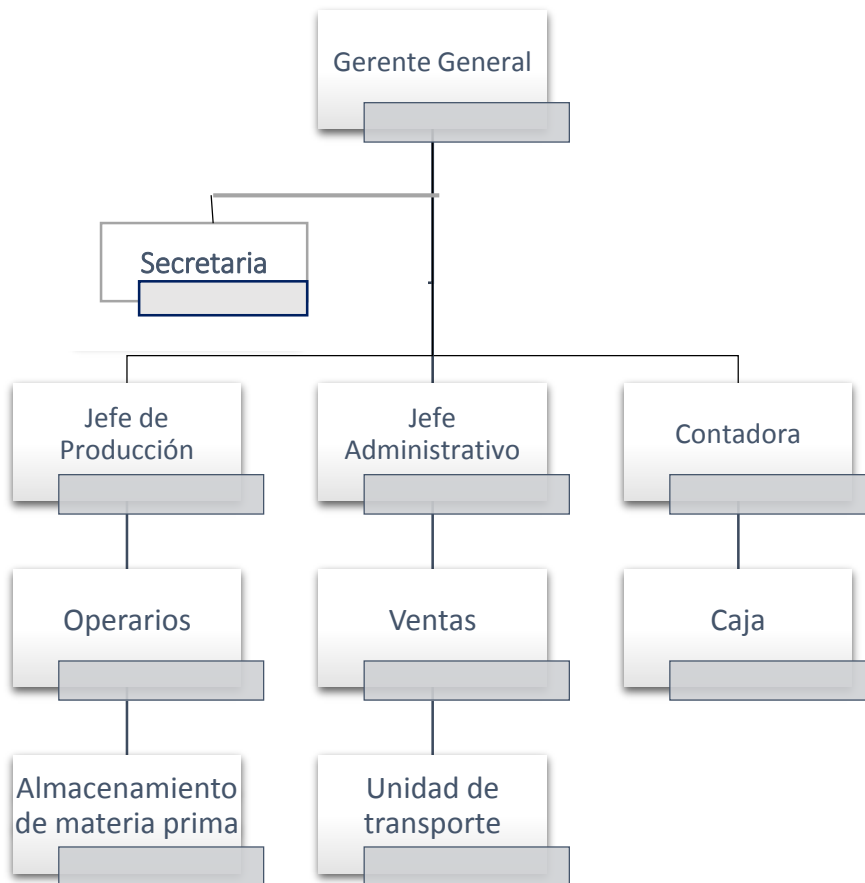 Gerente General
Secretaria
Jefe de
Producción
Jefe
Administrativo
Contadora
Operarios
Ventas
Caja
Almacenamiento
de materia prima
Unidad de
transporte